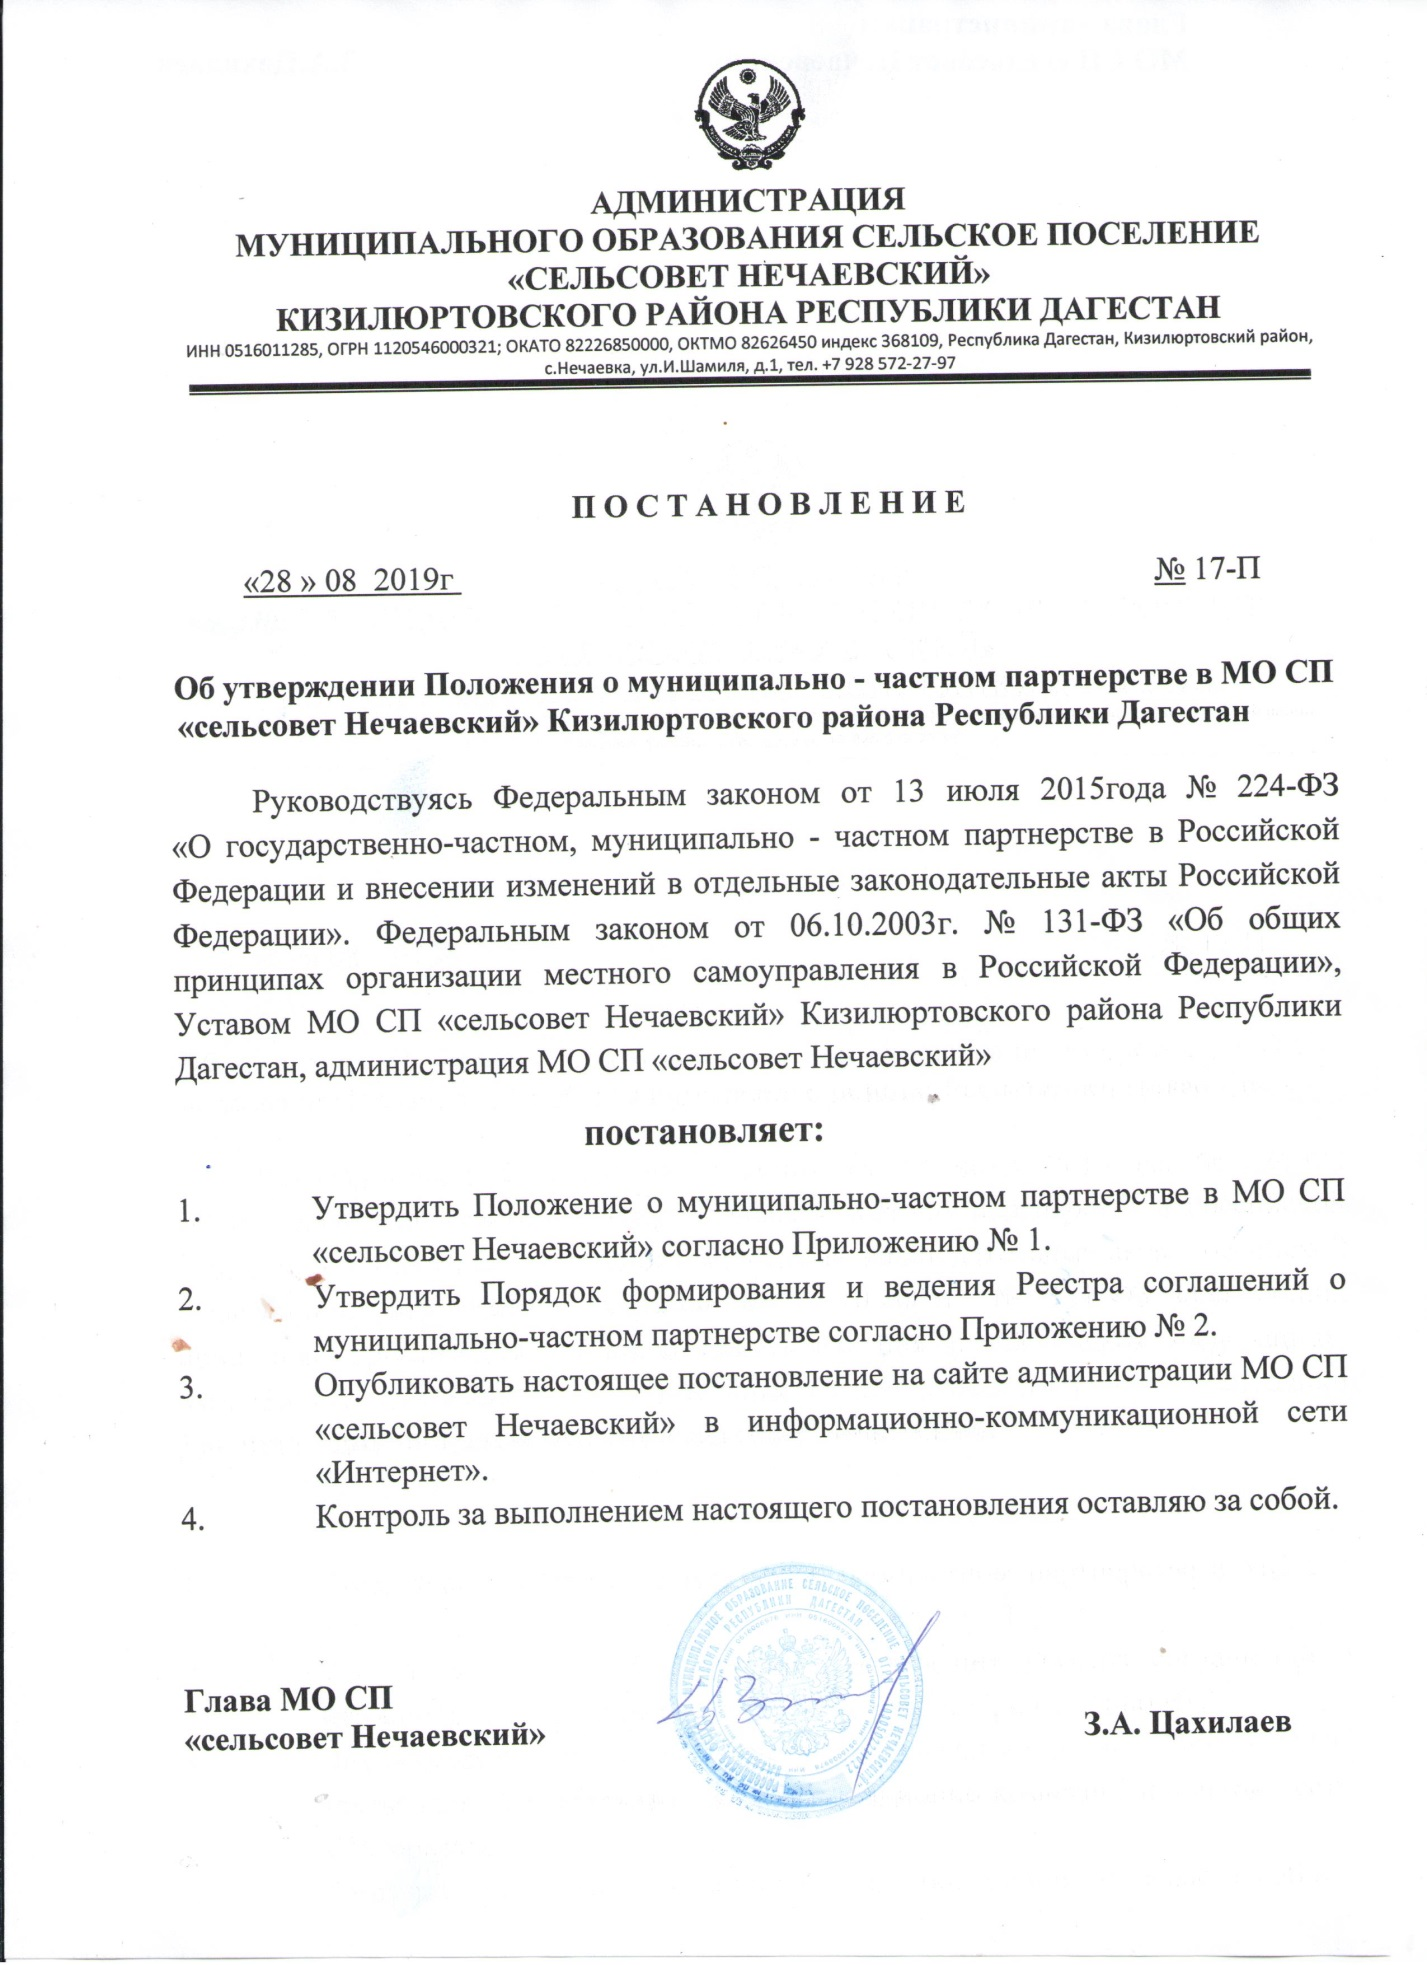 АДМИНИСТРАЦИЯ
МУНИЦИПАЛЬНОГО ОБРАЗОВАНИЯ СЕЛЬСКОЕ ПОСЕЛЕНИЕ
«СЕЛЬСОВЕТ НЕЧАЕВСКИЙ»
КИЗИЛЮРТОВСКОГО РАЙОНА РЕСПУБЛИКИ ДАГЕСТАН
ИНН 0516011285, ОГРН 1120546000321; ОКАТО 82226850000, ОКТМО 82626450 индекс 368109, Республика Дагестан, Кизилюртовский район,
с.Нечаевка, ул.И.Шамиля, д.1, тел. +7 928 572-27-97
П О С Т А Н О В Л Е Н И Е
«28 » 08 2019г № 17-П
Об утверждении Положения о муниципально - частном партнерстве в МО СП
«сельсовет Нечаевский» Кизилюртовского района Республики Дагестан
Руководствуясь Федеральным законом от 13 июля 2015года № 224-ФЗ
«О государственно-частном, муниципально - частном партнерстве в Российской
Федерации и внесении изменений в отдельные законодательные акты Российской
Федерации». Федеральным законом от 06.10.2003г. № 131-ФЗ «Об общих
принципах организации местного самоуправления в Российской Федерации»,
Уставом МО СП «сельсовет Нечаевский» Кизилюртовского района Республики
Дагестан, администрация МО СП «сельсовет Нечаевский»
постановляет:
1. Утвердить Положение о муниципально-частном партнерстве в МО СП
«сельсовет Нечаевский» согласно Приложению № 1.
2. Утвердить Порядок формирования и ведения Реестра соглашений о
муниципально-частном партнерстве согласно Приложению № 2.
3. Опубликовать настоящее постановление на сайте администрации МО СП
«сельсовет Нечаевский» в информационно-коммуникационной сети
«Интернет».
4. Контроль за выполнением настоящего постановления оставляю за собой.
МУНИЦИПАЛЬНОЕ ОБРАЗОВАНИЕ СЕЛЬСКОЕ ПОСЕЛЕНИЕ
РАЙОНА РЕСПУБЛИКИ ДАГЕСТАН
Глава МО СП
«сельсовет Нечаевский» З.А. Цахилаев